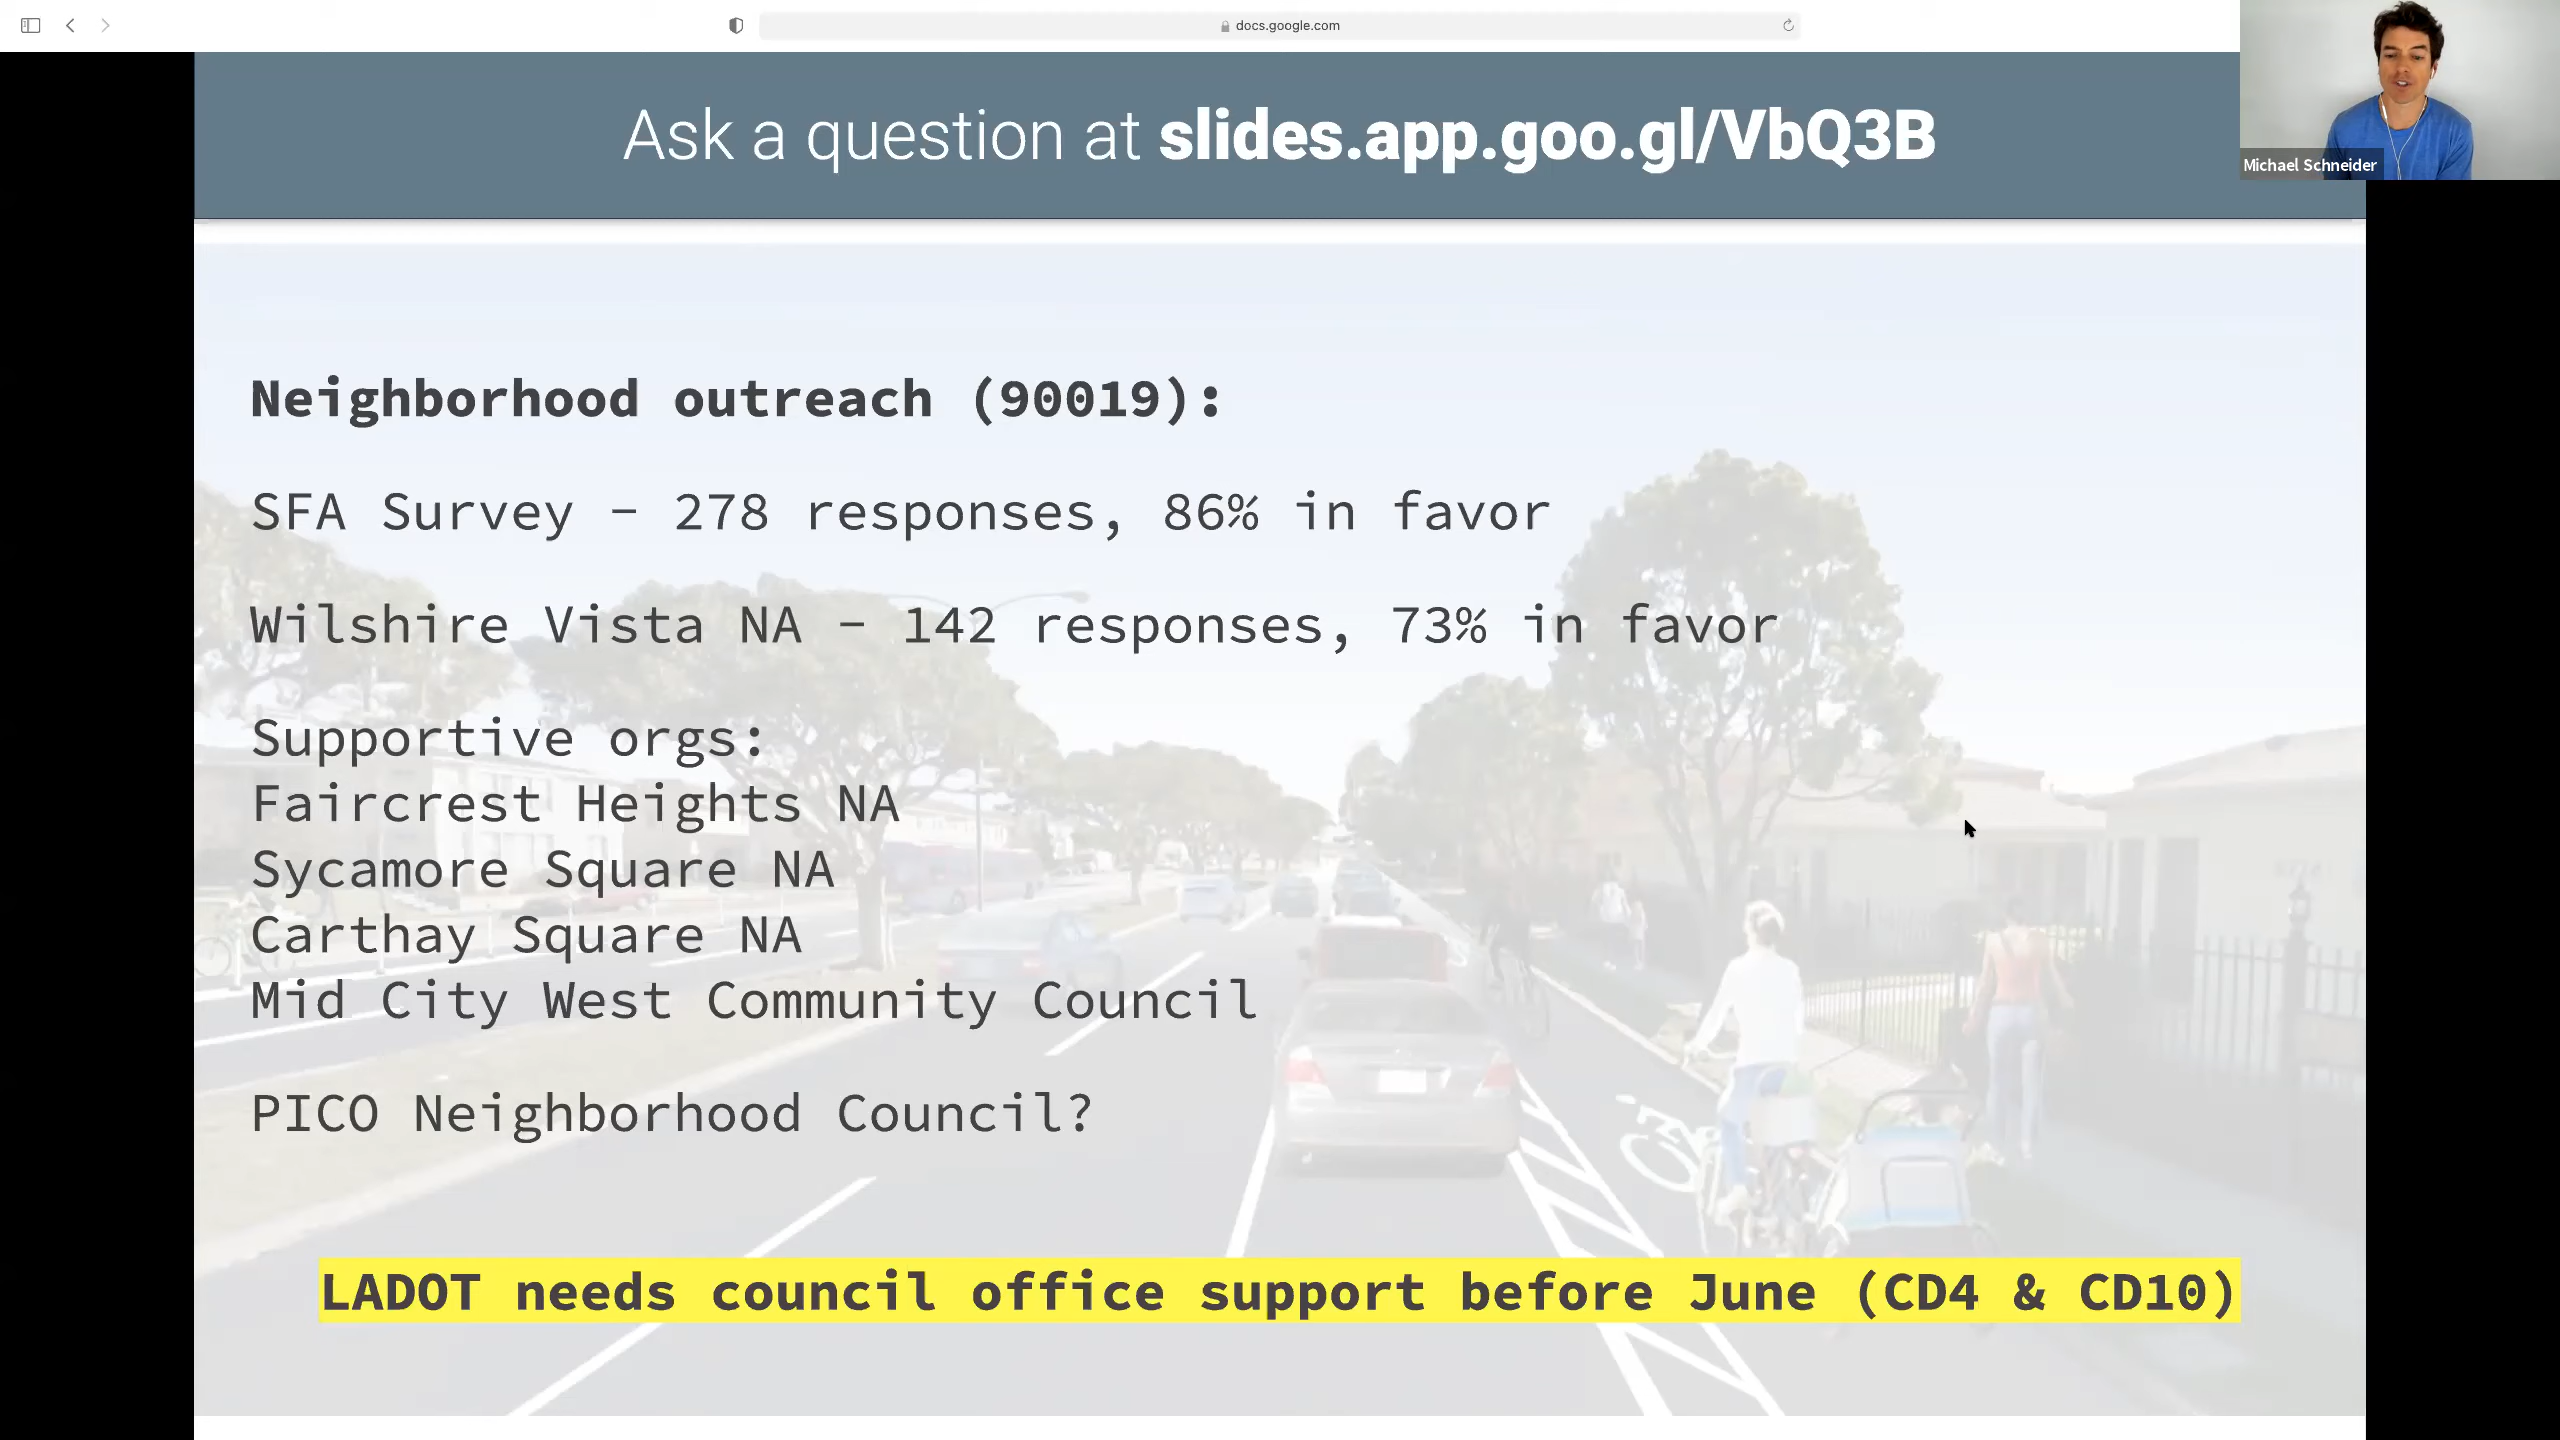 docs.google.com
Ask a question at slides.app.goo.gl/VbQ3B
Michael Schneider
Neighborhood outreach (90019):
SFA Survey - 278 responses, 86% in favor
Wilshire Vista NA - 142 responses, 73% in favor
Supportive orgs:
Faircrest Heights NA
Sycamore Square NA
Carthay Square NA
Mid City West Community Council
PICO Neighborhood Council?
LADOT needs council office support before June (CD4 & CD10)